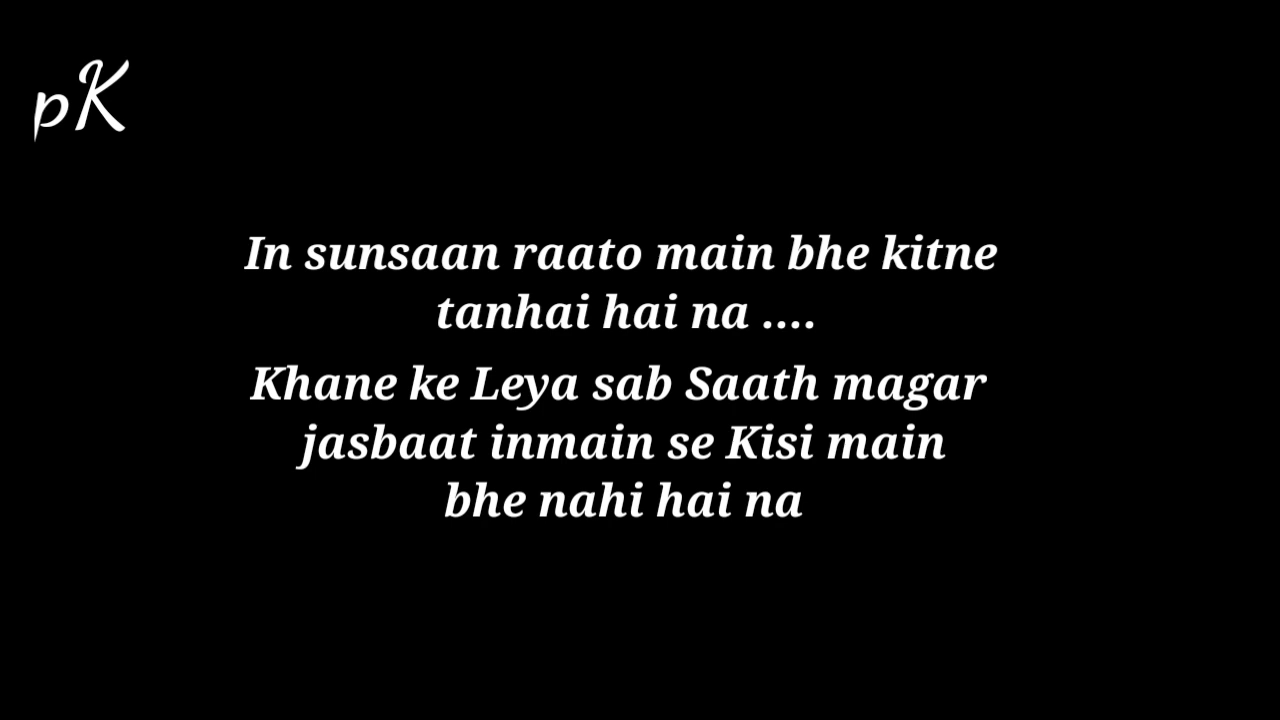 pK
In sunsaan raato main bhe kitne
tanhai hai na ....
Khane ke Leya sab Saath magar
jasbaat inmain se Kisi main
bhe nahi hai na